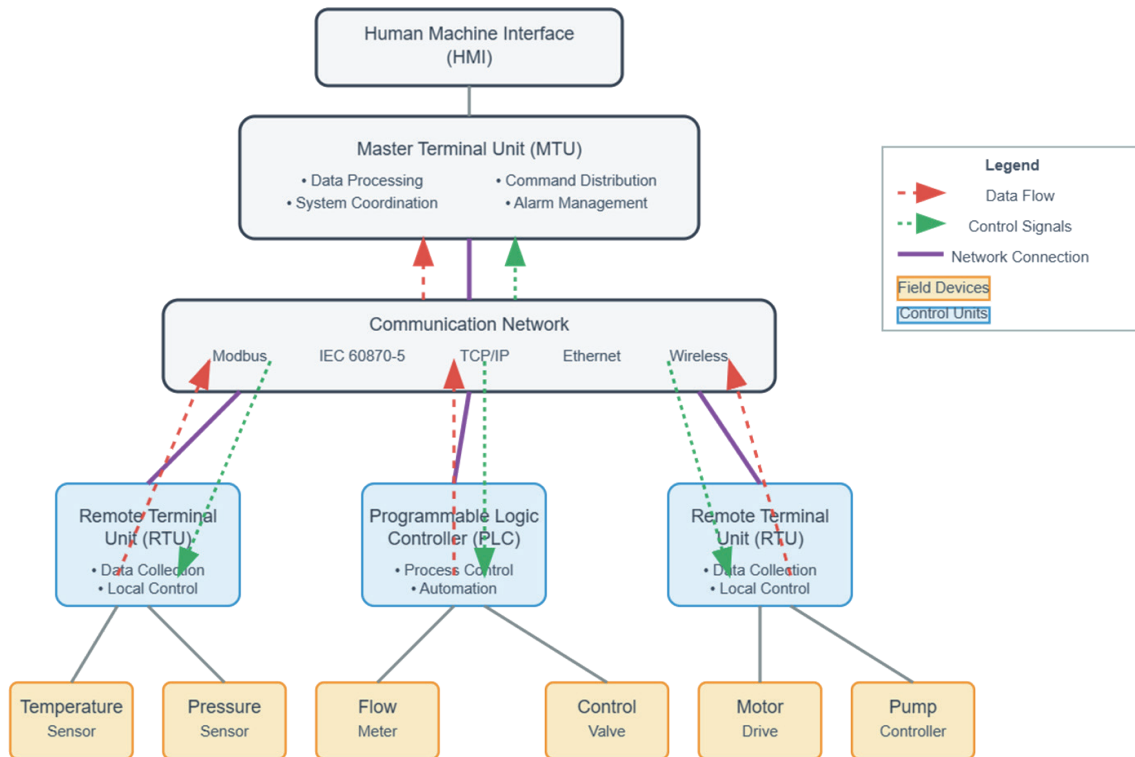 Human Machine Interface
(HMI)
Master Terminal Unit (MTU)
• Data Processing
• Command Distribution
• System Coordination
• Alarm Management
Legend
Data Flow
Control Signals
Network Connection
Field Devices
Control Units
Communication Network
Modbus
IEC 60870-5
TCP/IP
Ethernet
Wireless
Remote Terminal
Unit (RTU)
• Data Collection
• Local Control
Programmable Logic
Controller (PLC)
• Process Control
• Automation
Remote Terminal
Unit (RTU)
• Data Collection
• Local Control
Temperature
Sensor
Pressure
Sensor
Flow
Meter
Control
Valve
Motor
Drive
Pump
Controller